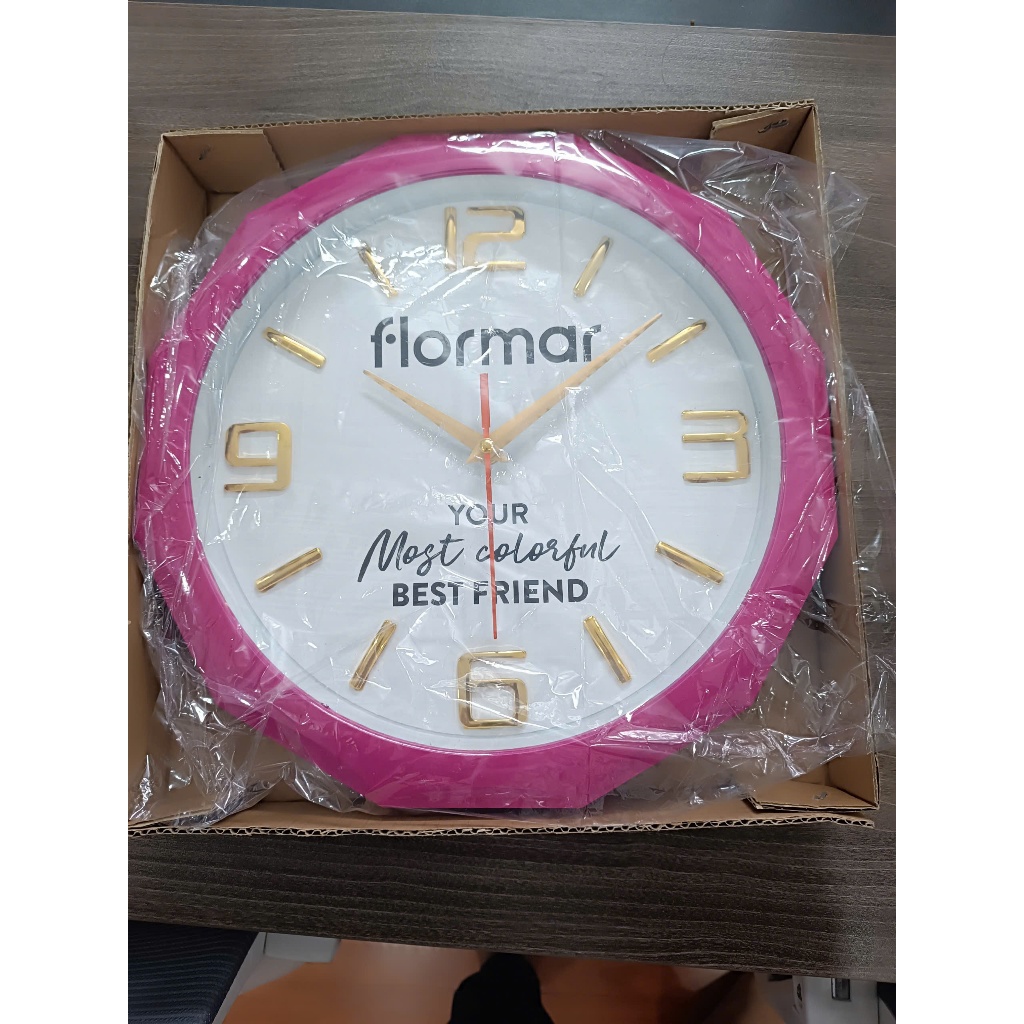 12
flormar
9
3
YOUR
Most colorful
BEST FRIEND
6